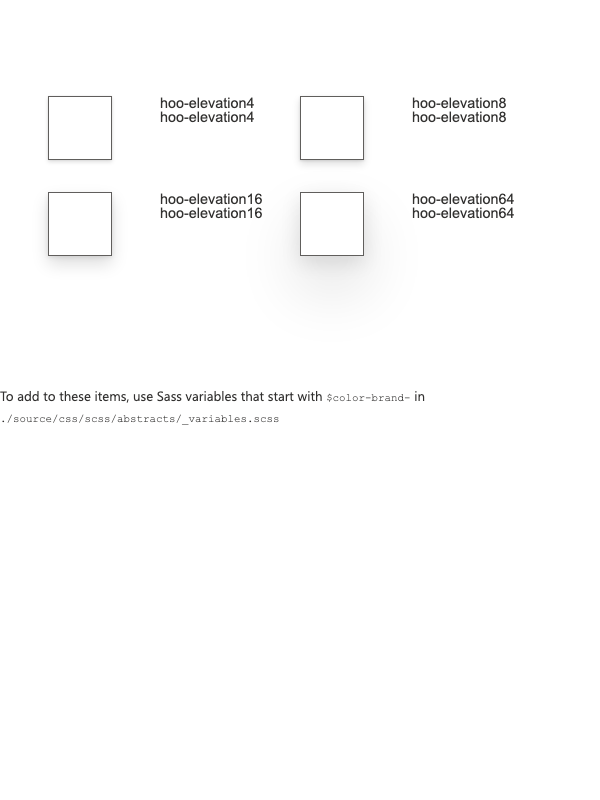 hoo-elevation4
hoo-elevation4
hoo-elevation8
hoo-elevation8
hoo-elevation16
hoo-elevation16
hoo-elevation64
hoo-elevation64
To add to these items, use Sass variables that start with $color-brand- in
./source/css/scss/abstracts/_variables.scss